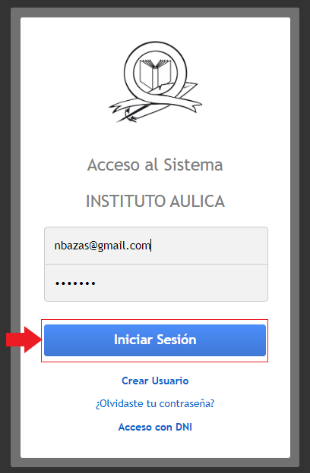 Acceso al Sistema
INSTITUTO AULICA
nbazas@gmail.com
•••••••
Iniciar Sesión
Crear Usuario
¿Olvidaste tu contraseña?
Acceso con DNI